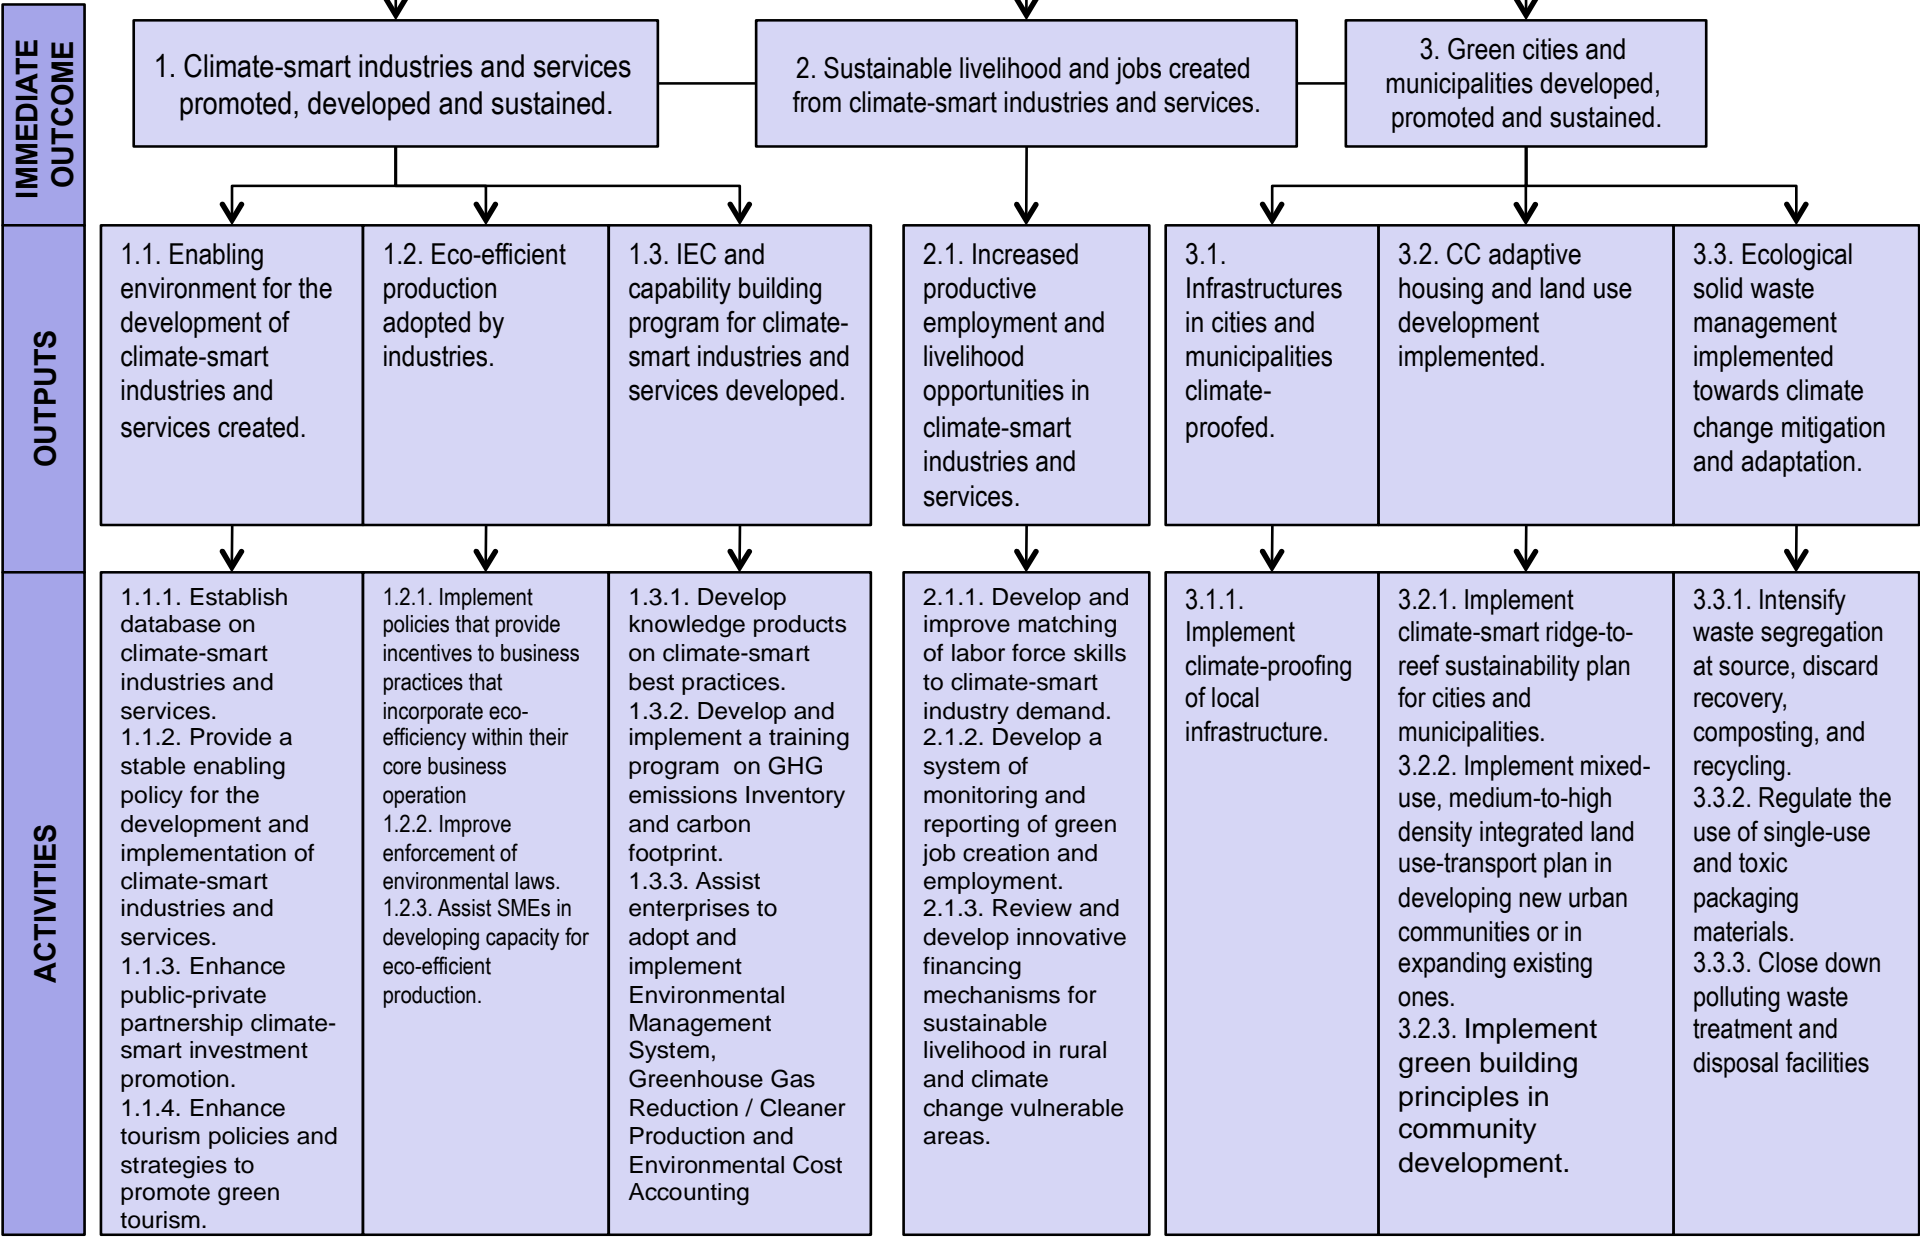 IMMEDIATE
OUTCOME
1. Climate-smart industries and services
promoted, developed and sustained.
2. Sustainable livelihood and jobs created
from climate-smart industries and services.
3. Green cities and
municipalities developed,
promoted and sustained.
OUTPUTS
1.1. Enabling
environment for the
development of
climate-smart
industries and
services created.
1.2. Eco-efficient
production
adopted by
industries.
1.3. IEC and
capability building
program for climate-
smart industries and
services developed.
2.1. Increased
productive
employment and
livelihood
opportunities in
climate-smart
industries and
services.
3.1.
Infrastructures
in cities and
municipalities
climate-
proofed.
3.2. CC adaptive
housing and land use
development
implemented.
3.3. Ecological
solid waste
management
implemented
towards climate
change mitigation
and adaptation.
ACTIVITIES
1.1.1. Establish
database on
climate-smart
industries and
services.
1.1.2. Provide a
stable enabling
policy for the
development and
implementation of
climate-smart
industries and
services.
1.1.3. Enhance
public-private
partnership climate-
smart investment
promotion.
1.1.4. Enhance
tourism policies and
strategies to
promote green
tourism.
1.2.1. Implement
policies that provide
incentives to business
practices that
incorporate eco-
efficiency within their
core business
operation
1.2.2. Improve
enforcement of
environmental laws.
1.2.3. Assist SMEs in
developing capacity for
eco-efficient
production.
1.3.1. Develop
knowledge products
on climate-smart
best practices.
1.3.2. Develop and
implement a training
program  on GHG
emissions Inventory
and carbon
footprint.
1.3.3. Assist
enterprises to
adopt and
implement
Environmental
Management
System,
Greenhouse Gas
Reduction / Cleaner
Production and
Environmental Cost
Accounting
2.1.1. Develop and
improve matching
of labor force skills
to climate-smart
industry demand.
2.1.2. Develop a
system of
monitoring and
reporting of green
job creation and
employment.
2.1.3. Review and
develop innovative
financing
mechanisms for
sustainable
livelihood in rural
and climate
change vulnerable
areas.
3.1.1.
Implement
climate-proofing
of local
infrastructure.
3.2.1. Implement
climate-smart ridge-to-
reef sustainability plan
for cities and
municipalities.
3.2.2. Implement mixed-
use, medium-to-high
density integrated land
use-transport plan in
developing new urban
communities or in
expanding existing
ones.
3.2.3. Implement
green building
principles in
community
development.
3.3.1. Intensify
waste segregation
at source, discard
recovery,
composting, and
recycling.
3.3.2. Regulate the
use of single-use
and toxic
packaging
materials.
3.3.3. Close down
polluting waste
treatment and
disposal facilities